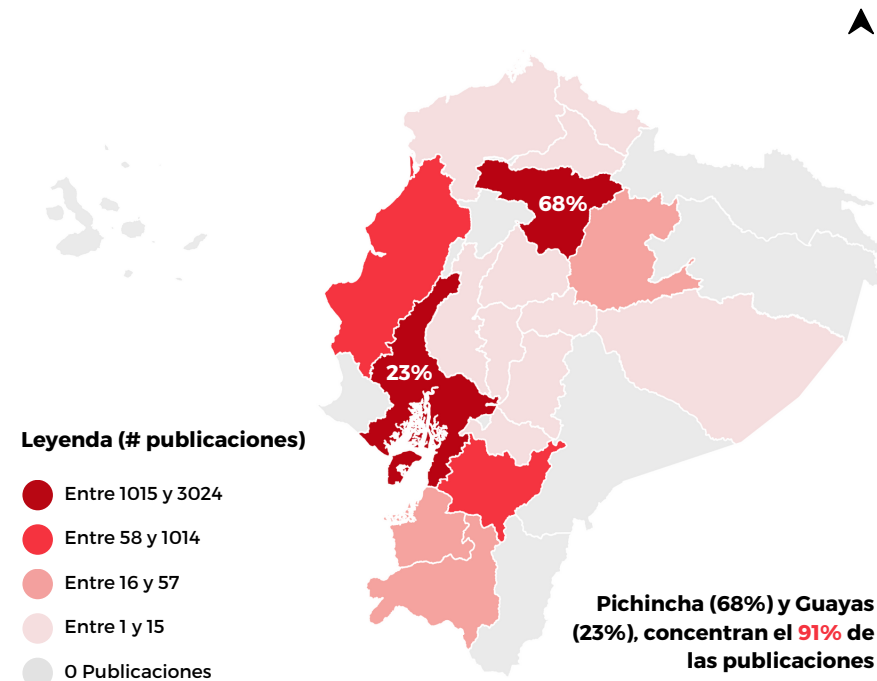 68%
23%
Leyenda (# publicaciones)
Entre 1015 y 3024
Entre 58 y 1014
Entre 16 y 57
Entre 1 y 15
0 Publicaciones
Pichincha (68%) y Guayas
(23%), concentran el 91% de
las publicaciones